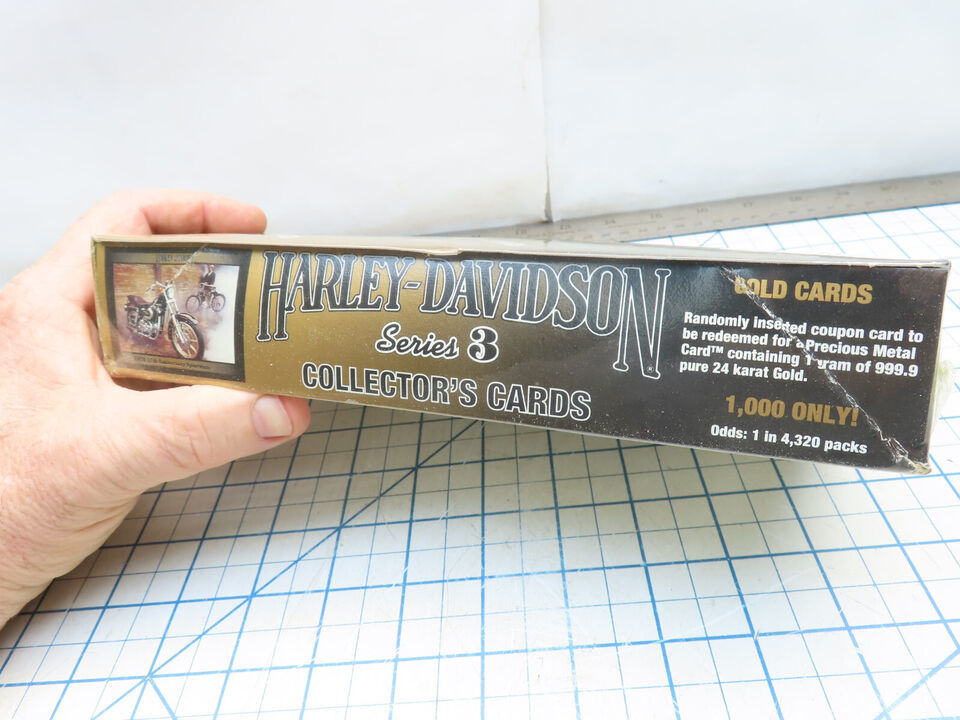 HARLEY-DAVIDSON
Series 3
COLLECTOR'S CARDS
GOLD CARDS
Randomly inserted coupon card to
be redeemed for a Precious Metal
Card™ containing 1 gram of 999.9
pure 24 karat Gold.
1,000 ONLY!
Odds: 1 in 4,320 packs